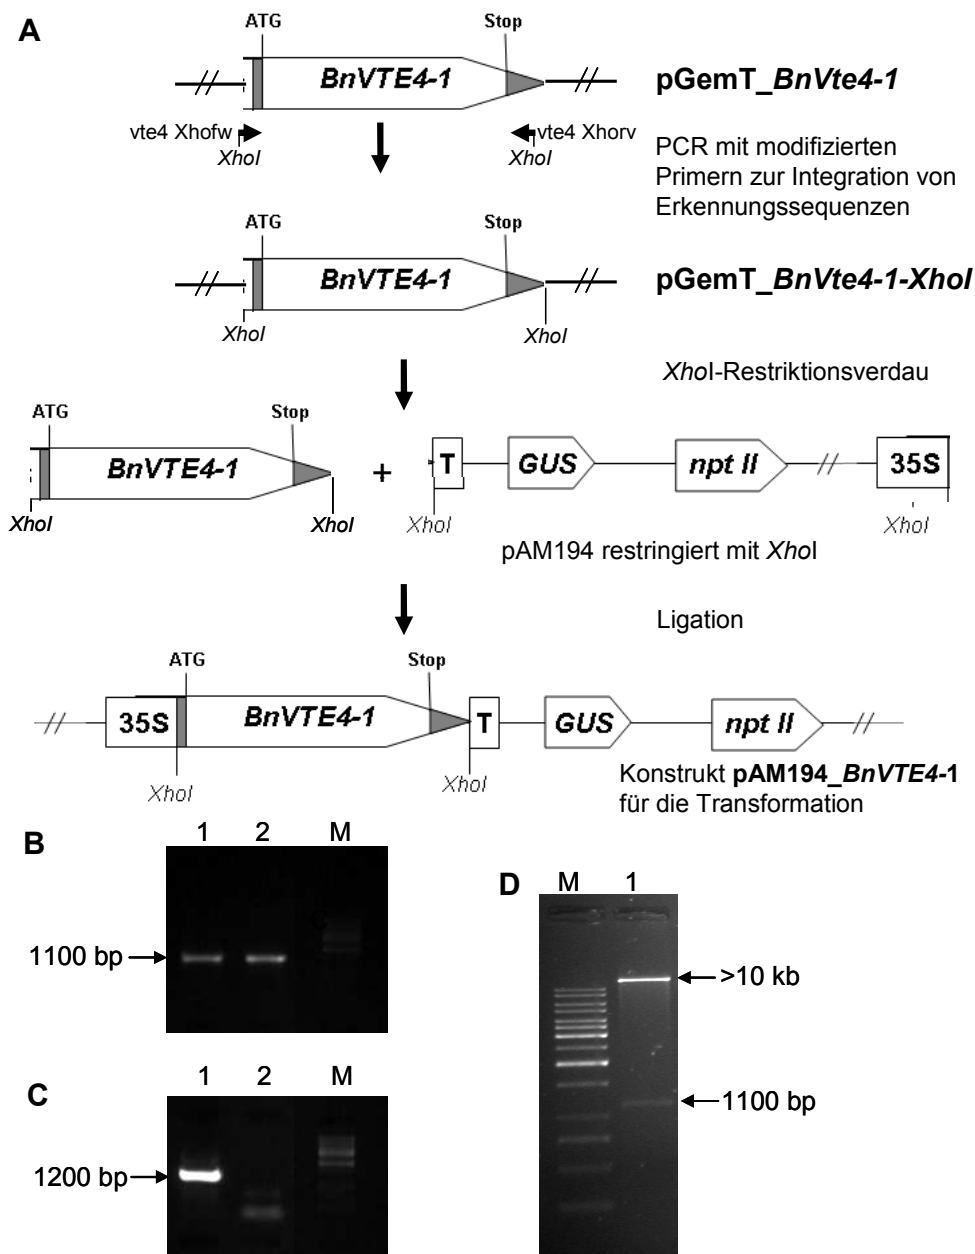 A
ATG
Stop
BnVTE4-1
pGemT_BnVte4-1
vte4 Xhofw
XhoI
vte4 Xhorv
XhoI
PCR mit modifizierten
Primern zur Integration von
Erkennungssequenzen
ATG
Stop
BnVTE4-1
pGemT_BnVte4-1-XhoI
XhoI
XhoI
XhoI-Restriktionsverdau
ATG
Stop
BnVTE4-1
+
T
GUS
npt II
35S
XhoI
XhoI
XhoI
XhoI
pAM194 restringiert mit XhoI
Ligation
ATG
Stop
35S
BnVTE4-1
T
GUS
npt II
XhoI
XhoI
Konstrukt pAM194_BnVTE4-1
für die Transformation
B
1 2 M
1100 bp
C
1 2 M
1200 bp
D
M 1
>10 kb
1100 bp